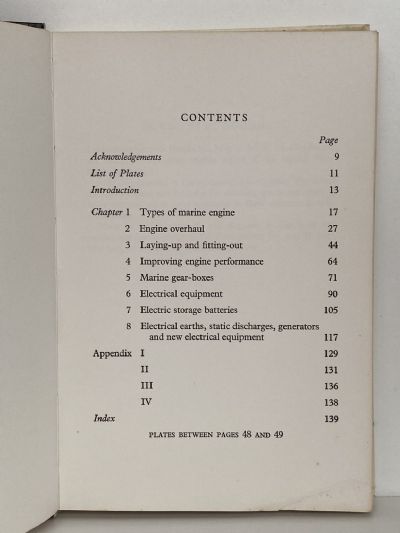 CONTENTS
Page
Acknowledgements 9
List of Plates 11
Introduction 13
Chapter 1 Types of marine engine 17
2 Engine overhaul 27
3 Laying-up and fitting-out 44
4 Improving engine performance 64
5 Marine gear-boxes 71
6 Electrical equipment 90
7 Electric storage batteries 105
8 Electrical earths, static discharges, generators
and new electrical equipment 117
Appendix I 129
II 131
III 136
IV 138
Index 139
PLATES BETWEEN PAGES 48 AND 49